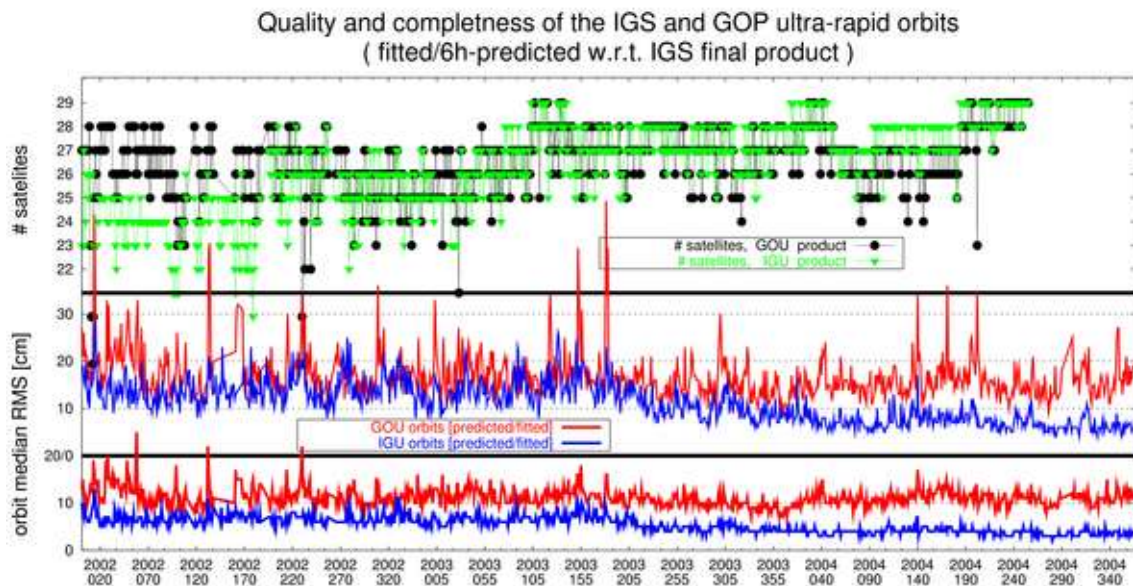 Quality and completness of the IGS and GOP ultra-rapid orbits
( fitted/6h-predicted w.r.t. IGS final product )
# satelites
29
28
27
26
25
24
23
22
# satellites, GOU product
# satellites, IGU product
orbit median RMS [cm]
30
20
10
GOU orbits [predicted/fitted]
IGU orbits [predicted/fitted]
20/0
10
0
2002 2002 2002 2002 2002 2002 2002 2003 2003 2003 2003 2003 2003 2003 2003 2004 2004 2004 2004 2004 2004 2004
020 070 120 170 220 270 320 005 055 105 155 205 255 305 355 040 090 140 190 240 290 340